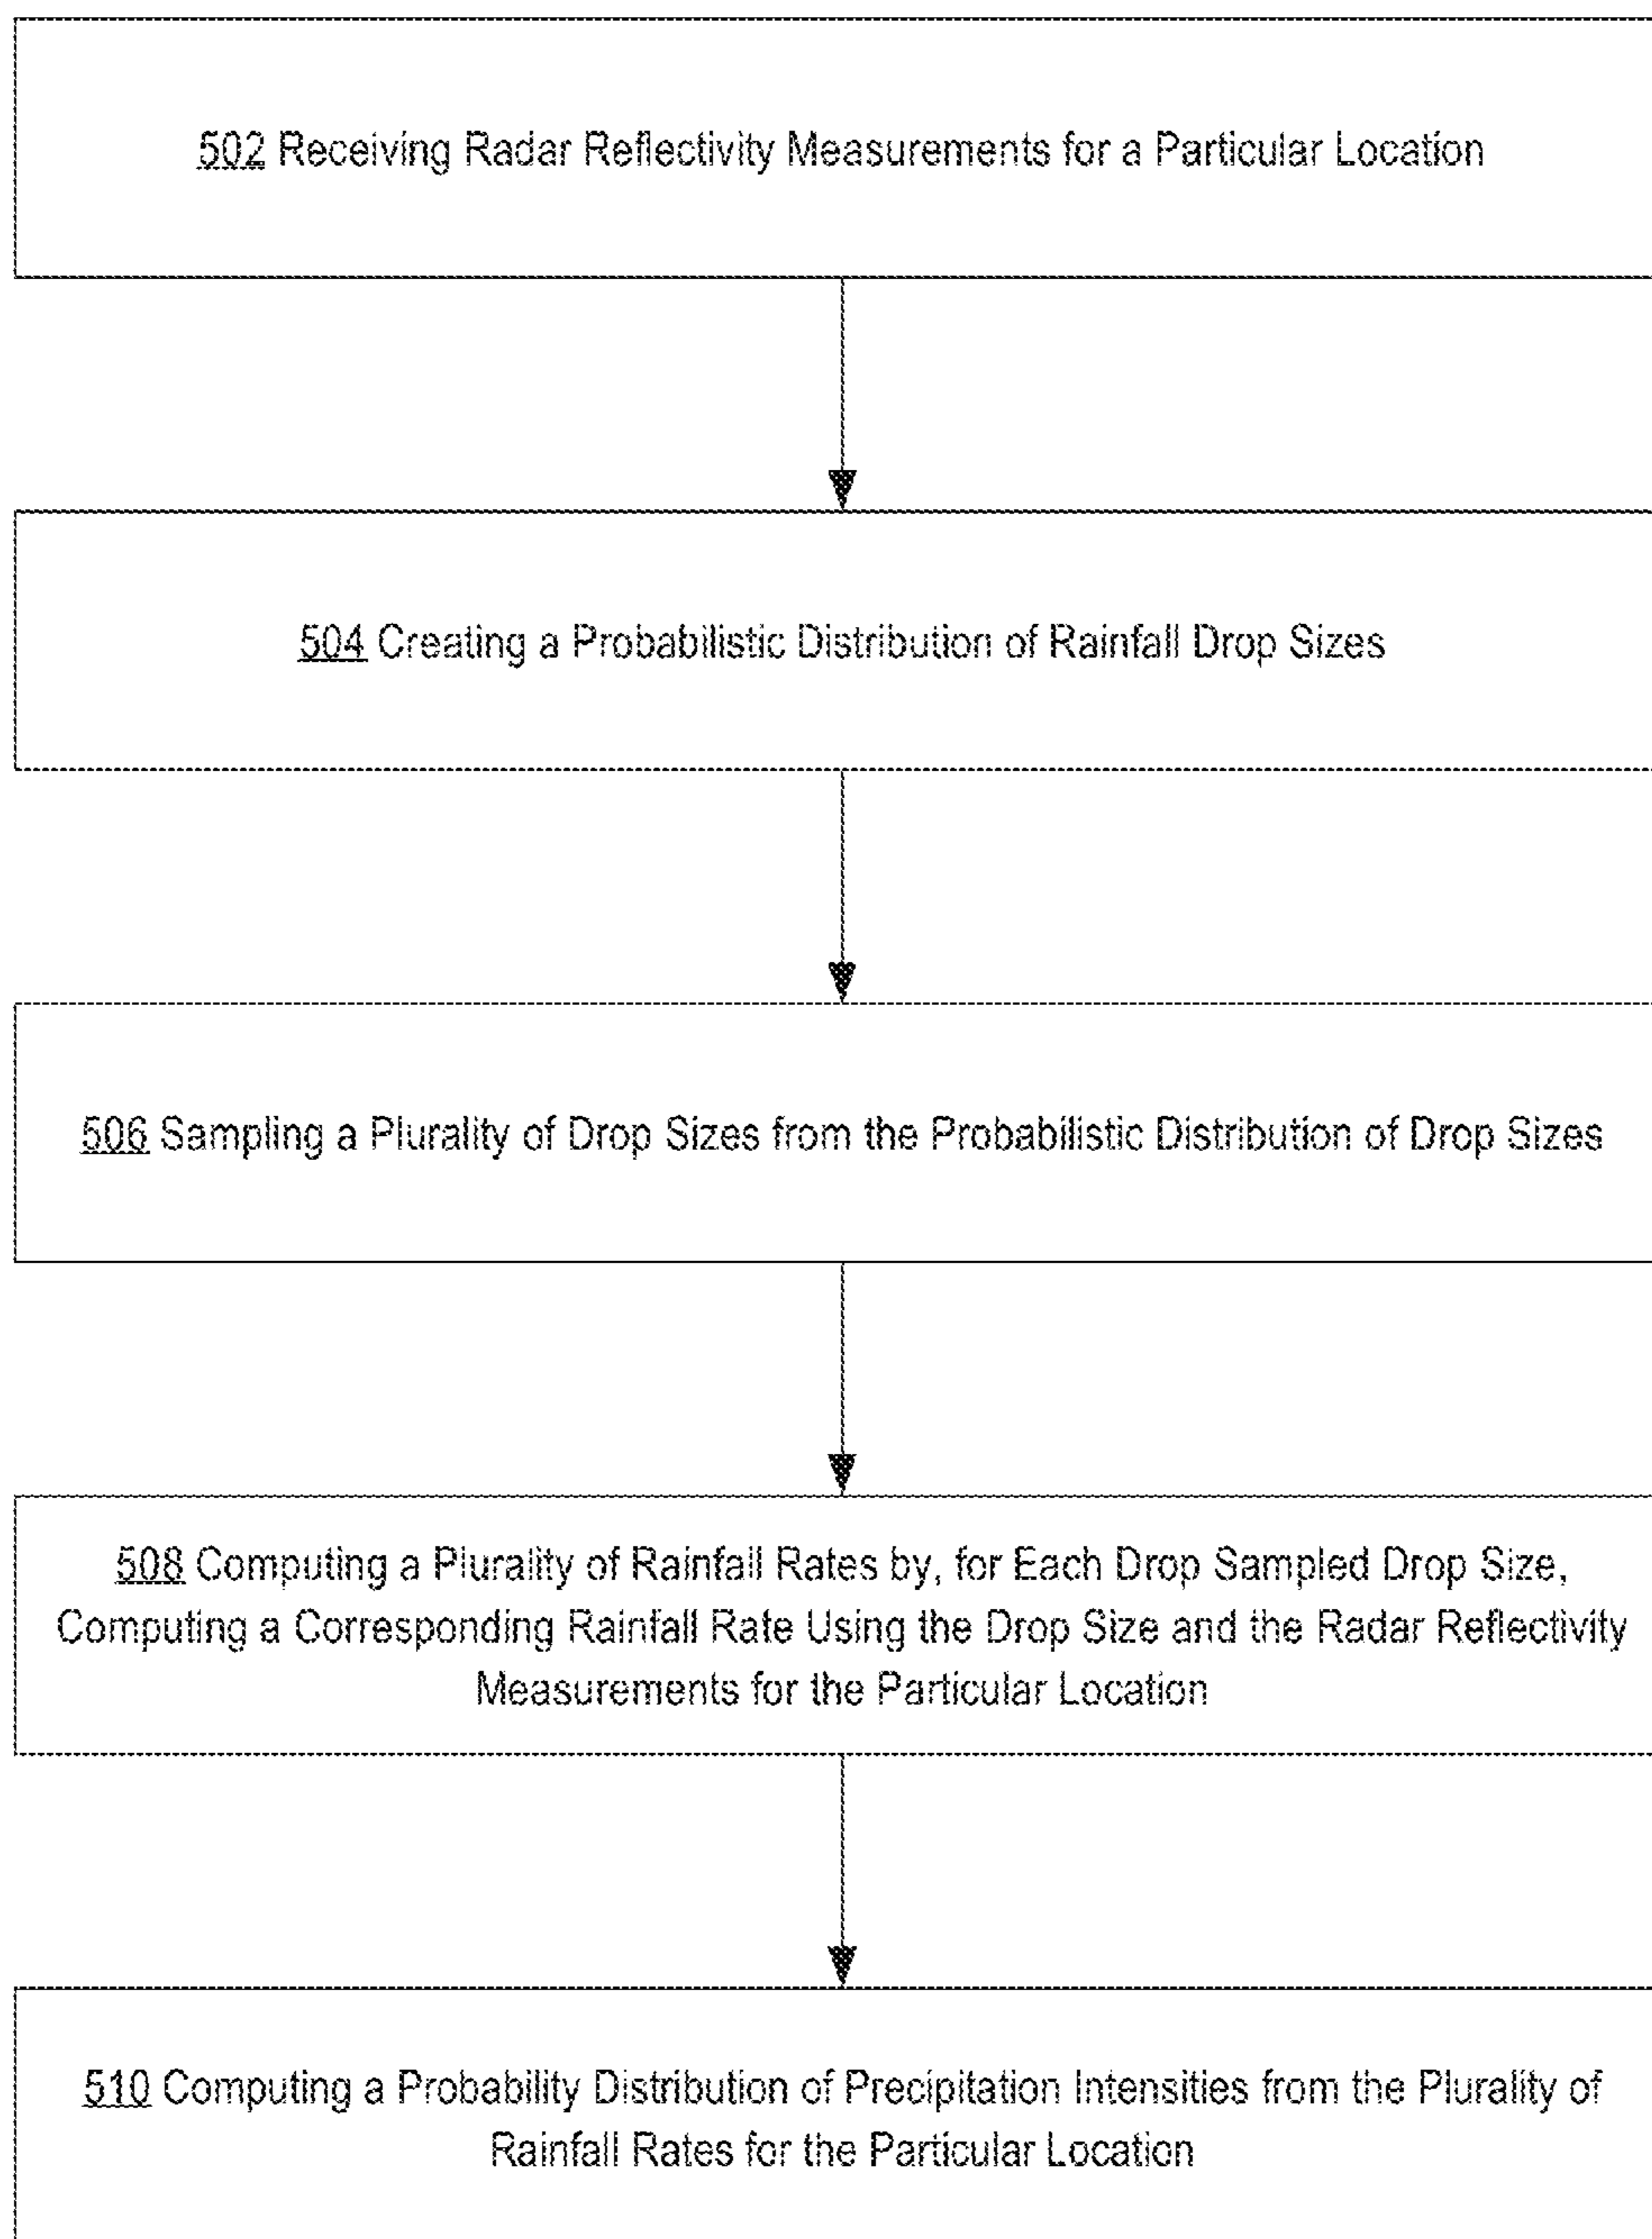 502 Receiving Radar Reflectivity Measurements for a Particular Location
504 Creating a Probabilistic Distribution of Rainfall Drop Sizes
506 Sampling a Plurality of Drop Sizes from the Probabilistic Distribution of Drop Sizes
508 Computing a Plurality of Rainfall Rates by, for Each Drop Sampled Drop Size,
Computing a Corresponding Rainfall Rate Using the Drop Size and the Radar Reflectivity
Measurements for the Particular Location
510 Computing a Probability Distribution of Precipitation Intensities from the Plurality of
Rainfall Rates for the Particular Location